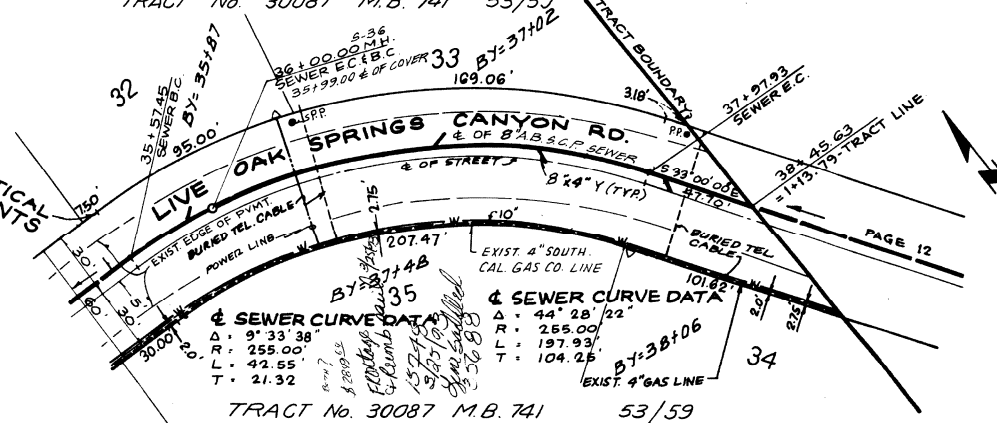 TRACT No. 30087 M.B. 741 53/59
S-36
36+00.00 M.H.
SEWER E.C. & B.C.
35+99.00 ℄ OF COVER
32
33
BY= 35+87
BY= 37+02
35+57.45
SEWER B.C.
95.00'
169.06'
3.18'
TRACT BOUNDARY
37+97.93
SEWER E.C.
38+45.63
=1+13.79-TRACT LINE
P.P.
P.P.
LIVE OAK SPRINGS CANYON RD.
℄ OF 8" A.B.S.C.P. SEWER
℄ OF STREET
8"x4" Y (TYP.)
S 33°00'06"E
47.70'
PAGE 12
7.50'
EXIST. EDGE OF PVMT.
BURIED TEL. CABLE
POWER LINE
2.75'
207.47'
10"
EXIST. 4" SOUTH.
CAL. GAS CO. LINE
BURIED TEL
CABLE
101.62'
2.0'
2.75'
30.00'
2.0'
BY= 37+48
35
BY= 38+06
34
℄ SEWER CURVE DATA
Δ = 9° 33' 38"
R = 255.00'
L = 42.55'
T = 21.32
℄ SEWER CURVE DATA
Δ = 44° 28' 22"
R = 255.00'
L = 197.93'
T = 104.25'
EXIST. 4" GAS LINE
TRACT No. 30087 M.B. 741 53/59